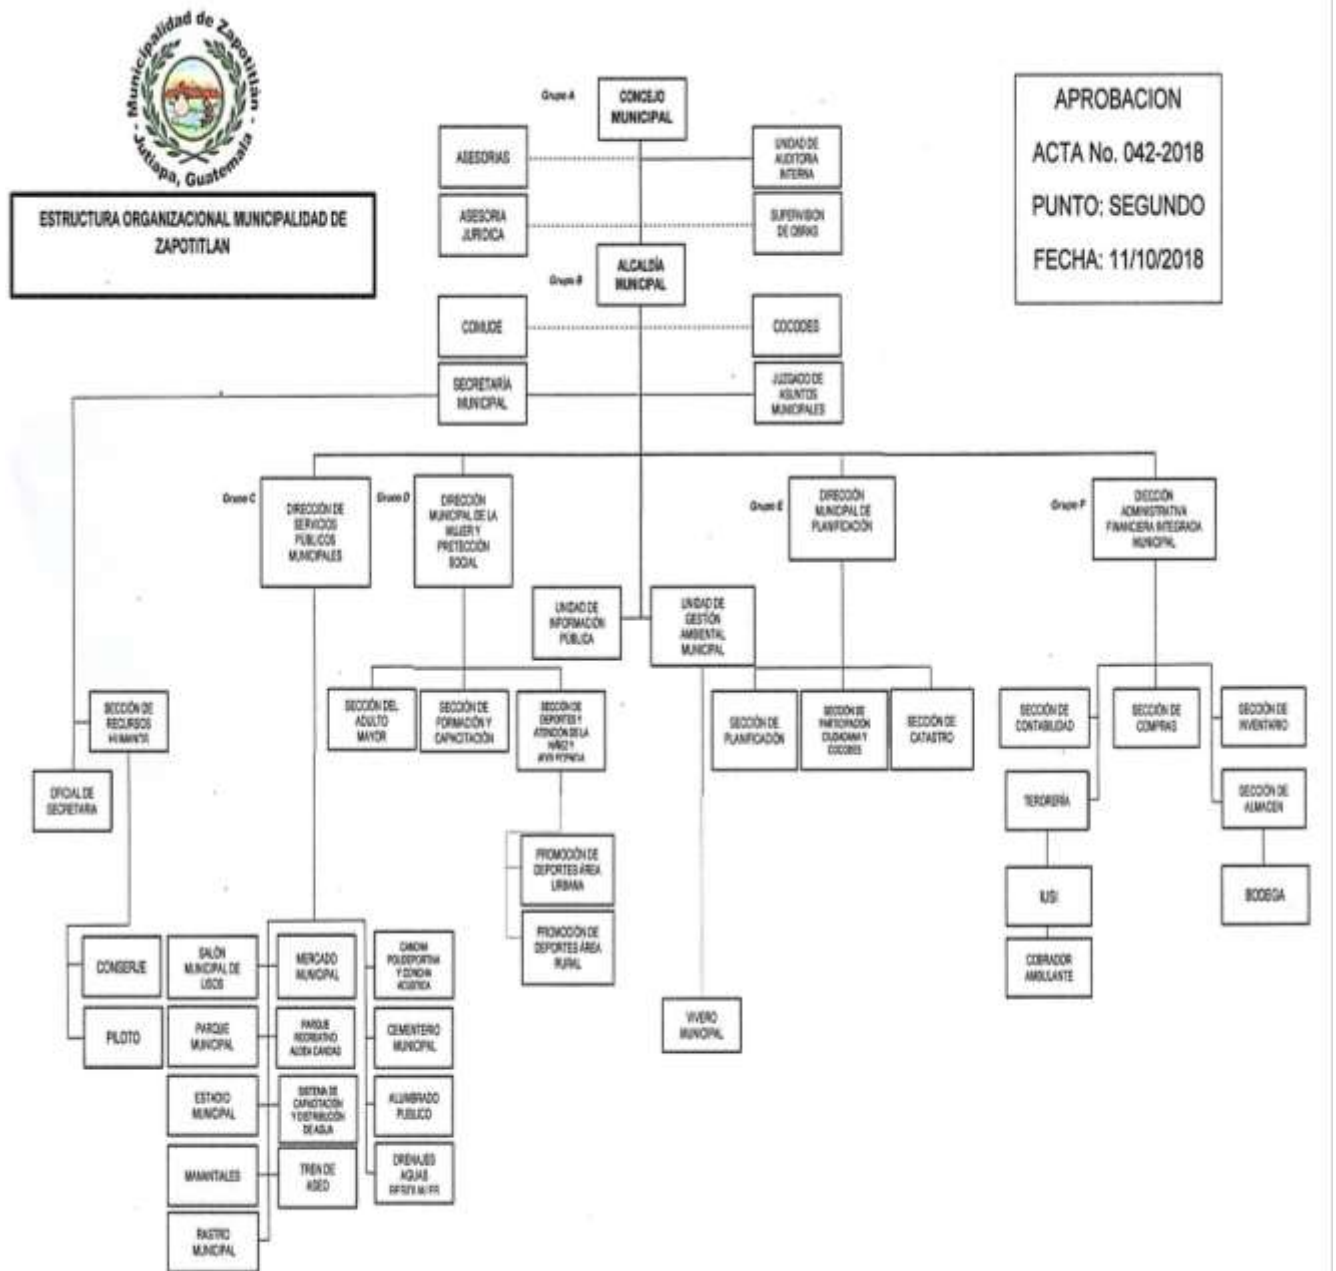 Municipalidad de Zapotitlán
- Jutiapa, Guatemala -
ESTRUCTURA ORGANIZACIONAL MUNICIPALIDAD DE
ZAPOTITLAN
APROBACION
ACTA No. 042-2018
PUNTO: SEGUNDO
FECHA: 11/10/2018
Grupo A
CONCEJO
MUNICIPAL
ASESORIAS
UNIDAD DE
AUDITORIA
INTERNA
ASESORIA
JURIDICA
SUPERVISION
DE OBRAS
Grupo B
ALCALDÍA
MUNICIPAL
COMUDE
COCODES
SECRETARÍA
MUNICIPAL
JUZGADO DE
ASUNTOS
MUNICIPALES
Grupo C
DIRECCIÓN DE
SERVICIOS
PÚBLICOS
MUNICIPALES
Grupo D
DIRECCIÓN
MUNICIPAL DE LA
MUJER Y
PRETECCIÓN
SOCIAL
Grupo E
DIRECCIÓN
MUNICIPAL DE
PLANIFICACIÓN
Grupo F
DIECCIÓN
ADMINISTRATIVA
FINANCIERA INTEGRADA
MUNICIPAL
UNIDAD DE
INFORMACIÓN
PÚBLICA
UNIDAD DE
GESTIÓN
AMBIENTAL
MUNICIPAL
SECCIÓN DE
RECURSOS
HUMANOS
OFICIAL DE
SECRETARIA
SECCIÓN DEL
ADULTO
MAYOR
SECCIÓN DE
FORMACIÓN Y
CAPACITACIÓN
SECCIÓN DE
DEPORTES Y
ATENCIÓN DE LA
NIÑEZ Y
SECCIÓN DE
PLANIFICACIÓN
SECCIÓN DE
PARTICIPACIÓN
CIUDADANA Y
SECCIÓN DE
CATASTRO
SECCIÓN DE
CONTABILIDAD
SECCIÓN DE
COMPRAS
SECCIÓN DE
INVENTARIO
TERORERÍA
SECCIÓN DE
ALMACEN
IUSI
BODEGA
COBRADOR
AMBULANTE
PROMOCIÓN DE
DEPORTES ÁREA
URBANA
PROMOCIÓN DE
DEPORTES ÁREA
RURAL
VIVERO
MUNICIPAL
CONSERJE
PILOTO
SALÓN
MUNICIPAL DE
USOS
MERCADO
MUNICIPAL
CANCHA
POLIDEPORTIVA
Y CONCHA
ACUSTICA
PARQUE
MUNICIPAL
PARQUE
RECREATIVO
ALDEA
CEMENTERIO
MUNICIPAL
ESTADIO
MUNICIPAL
SISTEMA DE
CAPACITACIÓN
Y DISTRIBUCIÓN
DE AGUA
ALUMBRADO
PUBLICO
MANANTIALES
TREN DE
ASEO
DRENAJES
AGUAS
RASTRO
MUNICIPAL